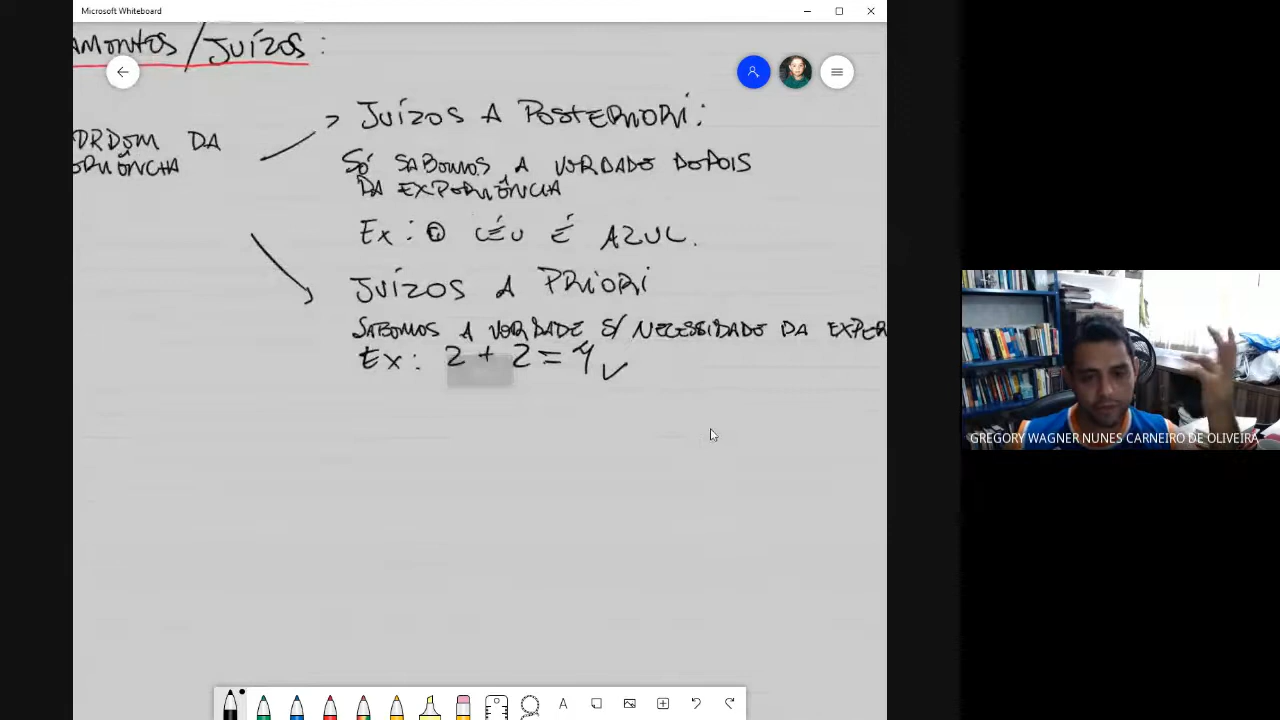 Microsoft Whiteboard
AMENTOS/JUÍZOS:
ORDEM DA
ERIÊNCIA
JUÍZOS A POSTERIORI:
SÓ SABEMOS A VERDADE DEPOIS
DA EXPERIÊNCIA
Ex: O CÉU É AZUL.
JUÍZOS A PRIORI
SABEMOS A VERDADE S/ NECESSIDADE DA EXPER
Ex: 2 + 2 = 4
GREGORY WAGNER NUNES CARNEIRO DE OLIVEIRA